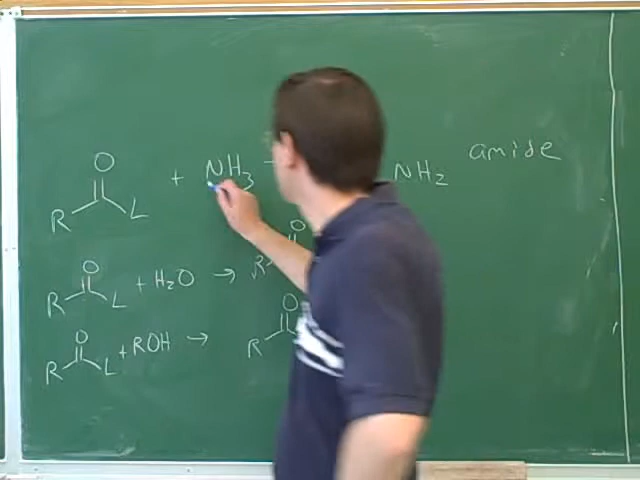 O
R L + NH3 NH2 amide
O O
R L + H2O → R
O O
R L + ROH → R